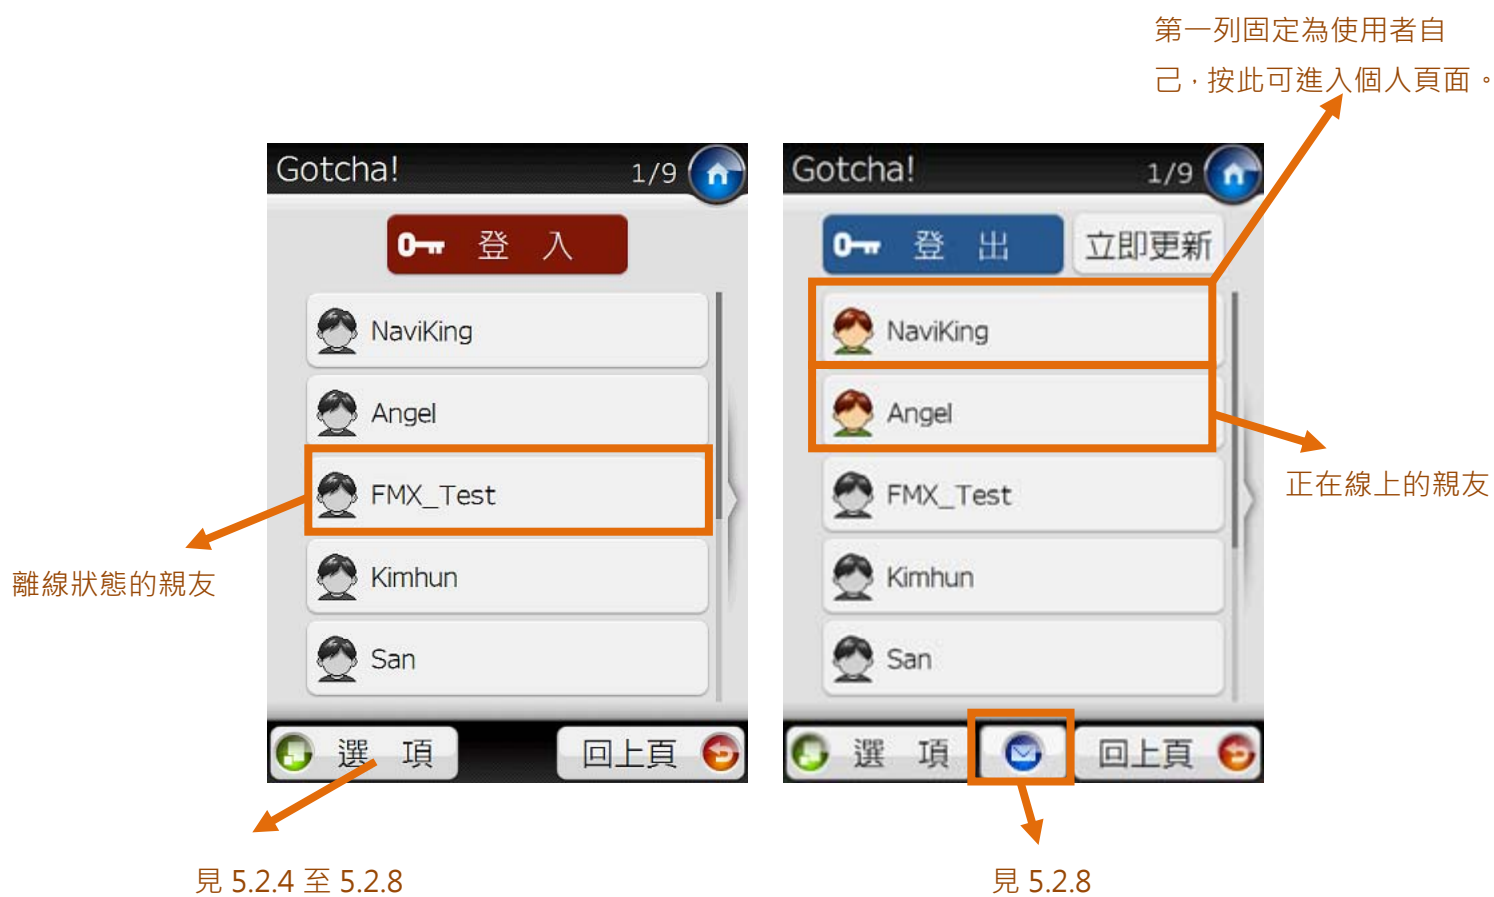 第一列固定為使用者自
己，按此可進入個人頁面。
Gotcha!
1/9
登 入
NaviKing
Angel
FMX_Test
Kimhun
San
選 項
回上頁
Gotcha!
1/9
登 出
立即更新
NaviKing
Angel
FMX_Test
Kimhun
San
選 項
回上頁
正在線上的親友
離線狀態的親友
見 5.2.4 至 5.2.8
見 5.2.8